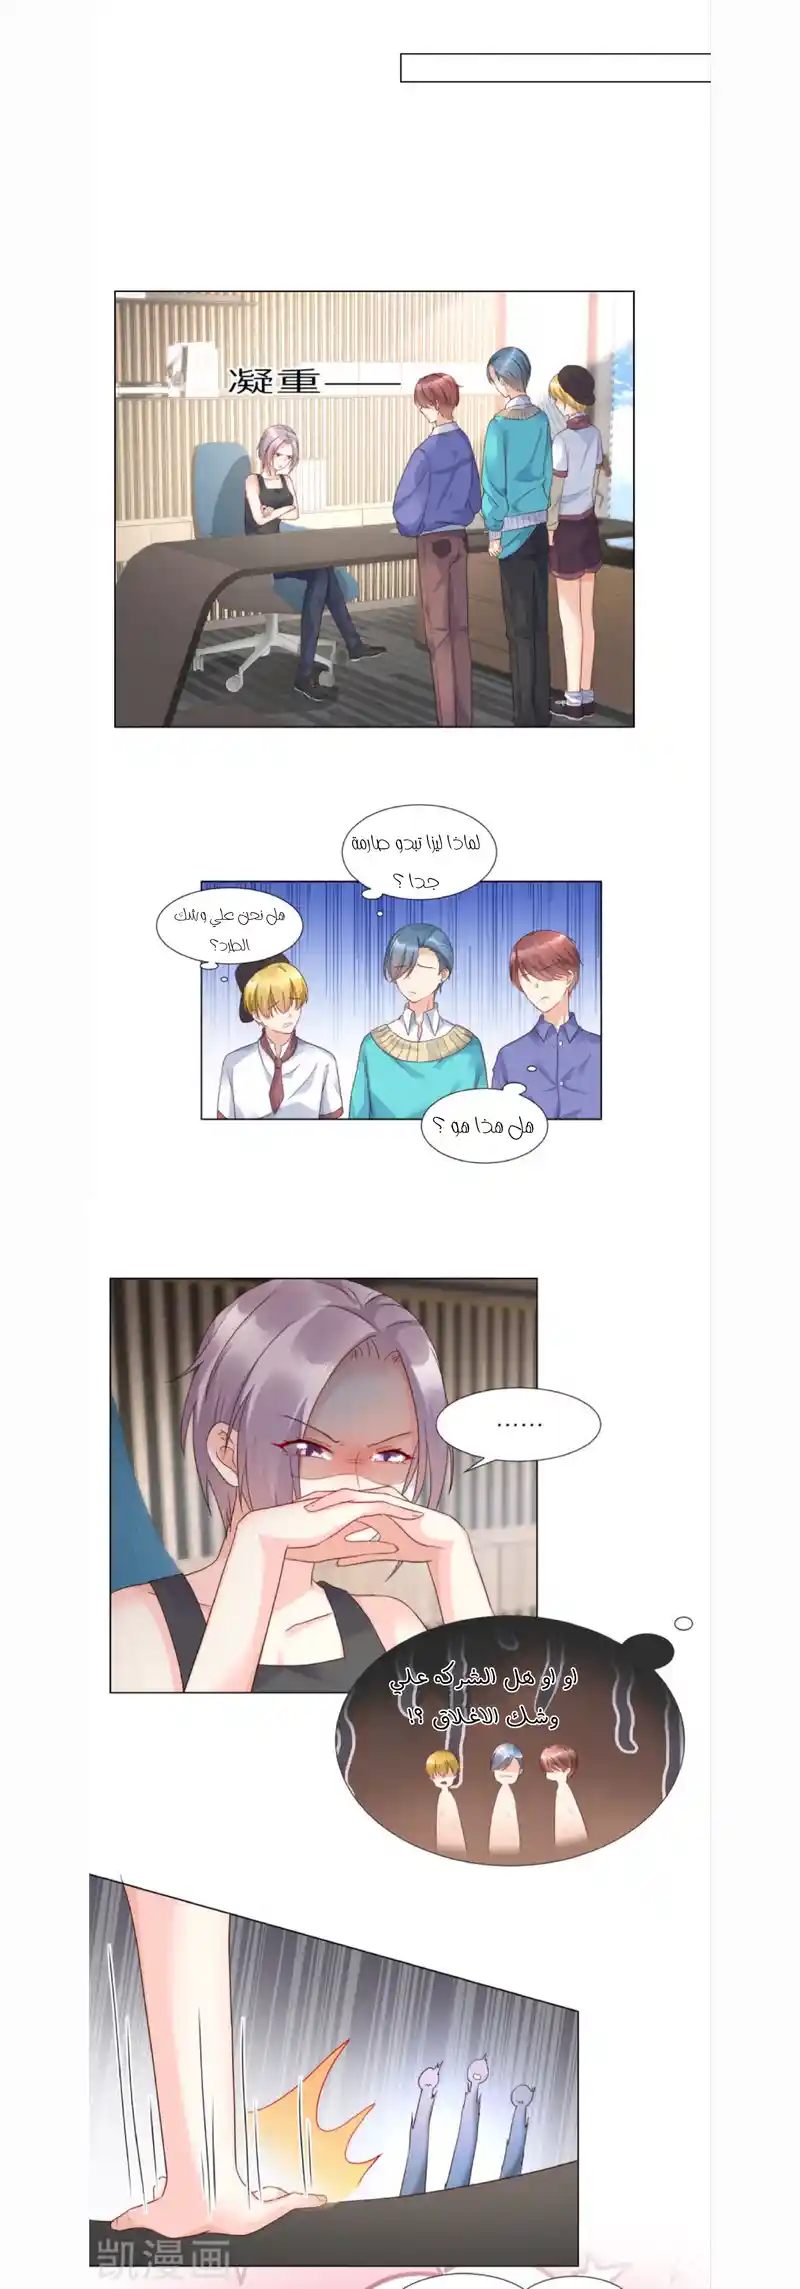 凝重——
لماذا ليزا تبدو صارمة
جدا ؟
هل نحن علي وشك
الطرد؟
هل هذا هو ؟
......
او او هل الشركه علي
وشك الاغلاق ؟!
凯漫画